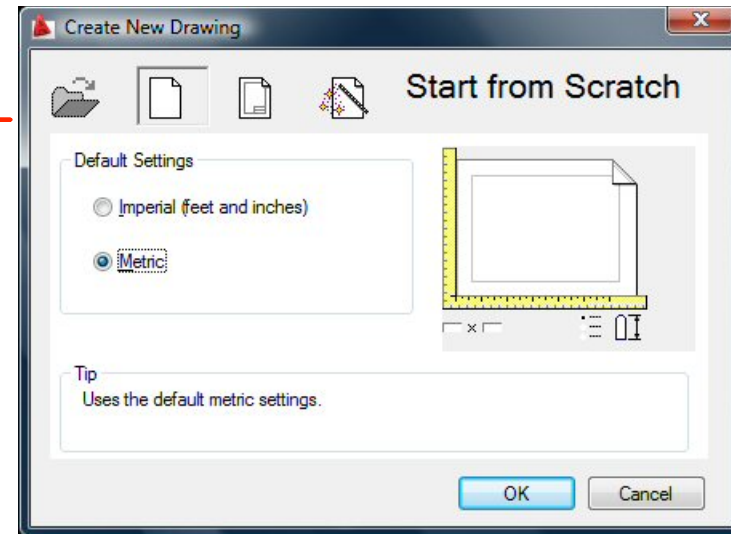 Create New Drawing
Start from Scratch
Default Settings
Imperial (feet and inches)
Metric
Tip
Uses the default metric settings.
OK
Cancel